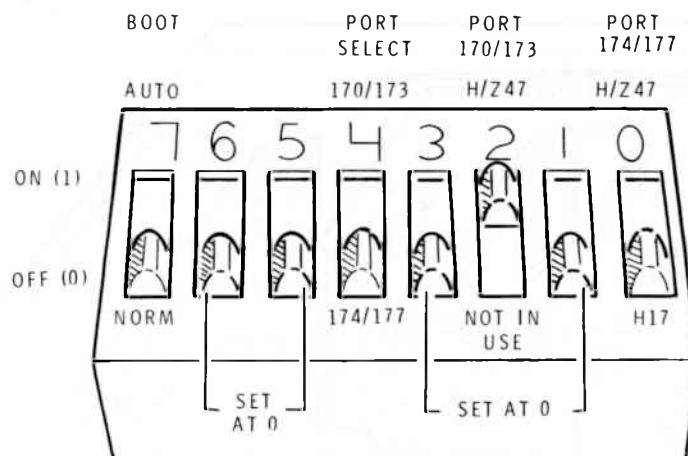 BOOT PORT SELECT PORT 170/173 PORT 174/177
AUTO 170/173 H/Z47 H/Z47
7 6 5 4 3 2 1 0
ON (1)
OFF (0)
NORM 174/177 NOT IN USE H17
SET AT 0 SET AT 0